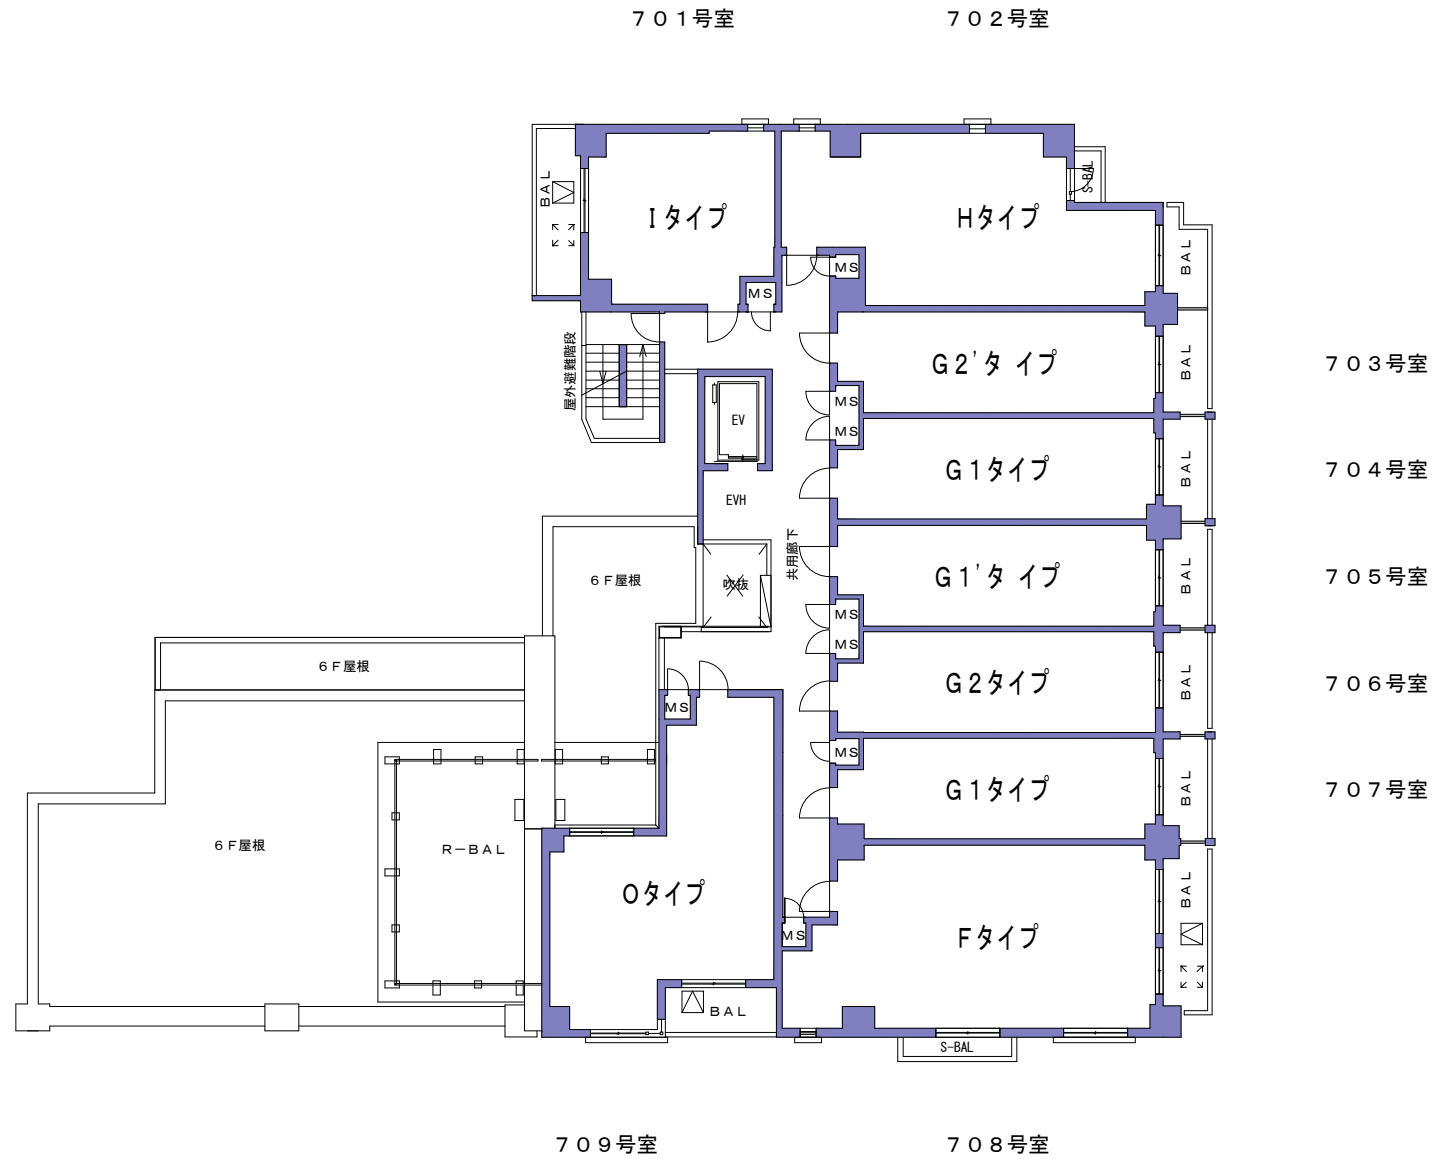 ７０１号室
７０２号室
BAL
S-BAL
Iタイプ
Hタイプ
BAL
MS
MS
屋外避難階段
G2'タ イプ
BAL
７０３号室
MS
EV
MS
G1タイプ
BAL
７０４号室
EVH
共用廊下
6F屋根
吹抜
G1'タ イプ
BAL
７０５号室
MS
MS
6F屋根
G2タイプ
BAL
７０６号室
MS
MS
G1タイプ
BAL
７０７号室
6F屋根
R－BAL
Oタイプ
BAL
MS
Fタイプ
BAL
S-BAL
７０９号室
７０８号室